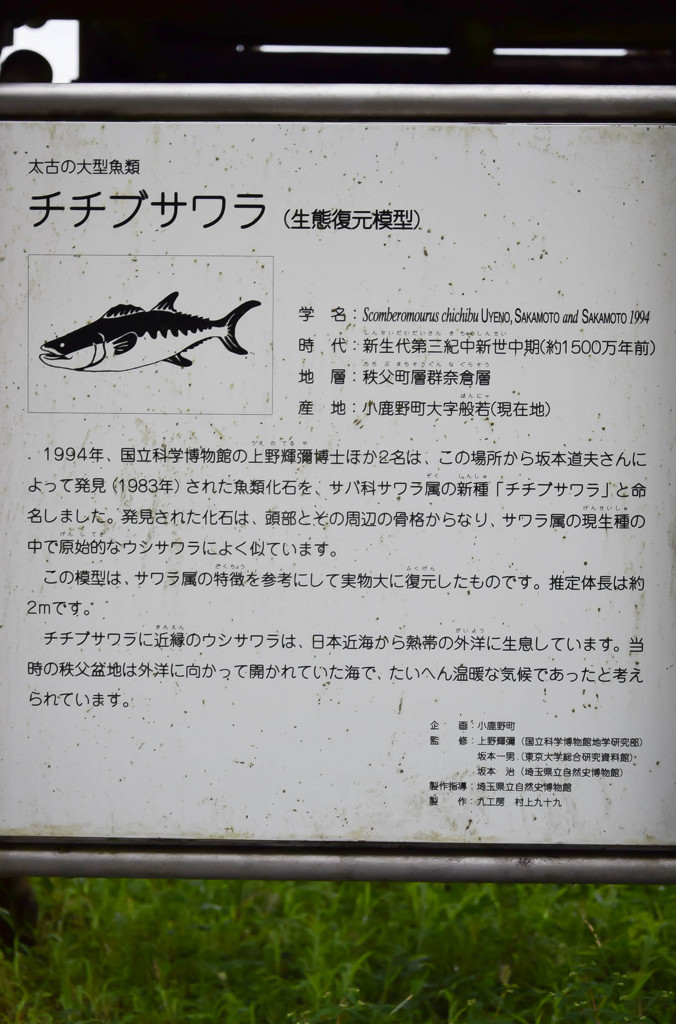 太古の大型魚類
チチブサワラ（生態復元模型）
学　名：Scomberomourus chichibu UYENO, SAKAMOTO and SAKAMOTO 1994
時　代：新生代第三紀中新世中期(約1500万年前)
地　層：秩父町層群奈倉層
産　地：小鹿野町大字般若(現在地)
1994年、国立科学博物館の上野輝彌博士ほか2名は、この場所から坂本道夫さんに
よって発見（1983年）された魚類化石を、サバ科サワラ属の新種「チチブサワラ」と命
名しました。発見された化石は、頭部とその周辺の骨格からなり、サワラ属の現生種の
中で原始的なウシサワラによく似ています。
この模型は、サワラ属の特徴を参考にして実物大に復元したものです。推定体長は約
2mです。
チチブサワラに近縁のウシサワラは、日本近海から熱帯の外洋に生息しています。当
時の秩父盆地は外洋に向かって開かれていた海で、たいへん温暖な気候であったと考え
られています。
企　画：小鹿野町
監　修：上野輝彌（国立科学博物館地学研究部）
坂本一男（東京大学総合研究資料館）
坂本　治（埼玉県立自然史博物館）
製作指導：埼玉県立自然史博物館
製　作：九工房　村上九十九